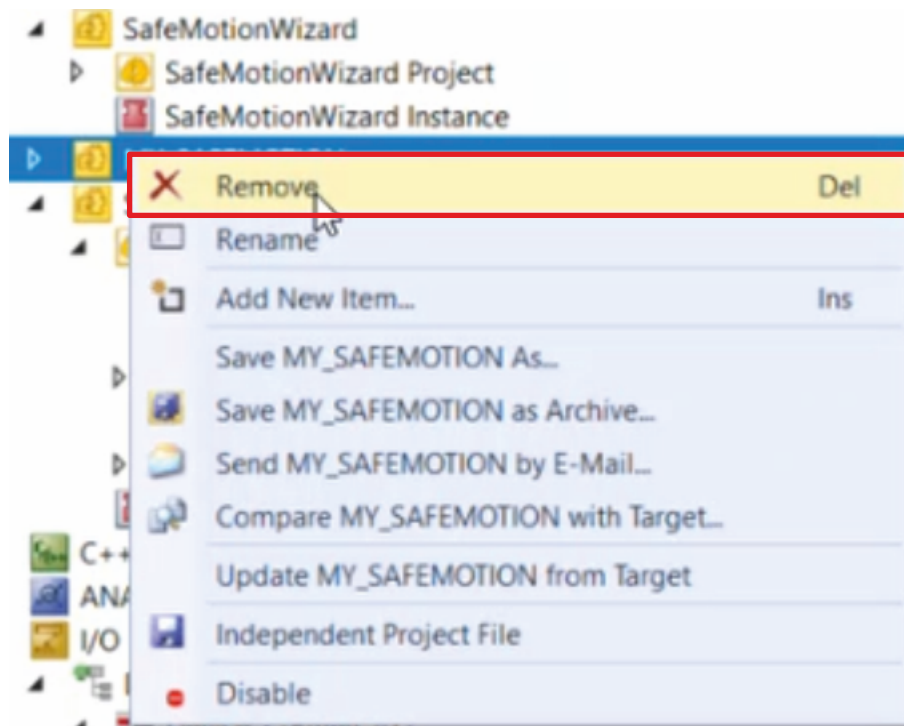 SafeMotionWizard
SafeMotionWizard Project
SafeMotionWizard Instance
Remove Del
Rename
Add New Item... Ins
Save MY_SAFEMOTION As...
Save MY_SAFEMOTION as Archive...
Send MY_SAFEMOTION by E-Mail...
Compare MY_SAFEMOTION with Target...
Update MY_SAFEMOTION from Target
C++
I/O
Independent Project File
Disable